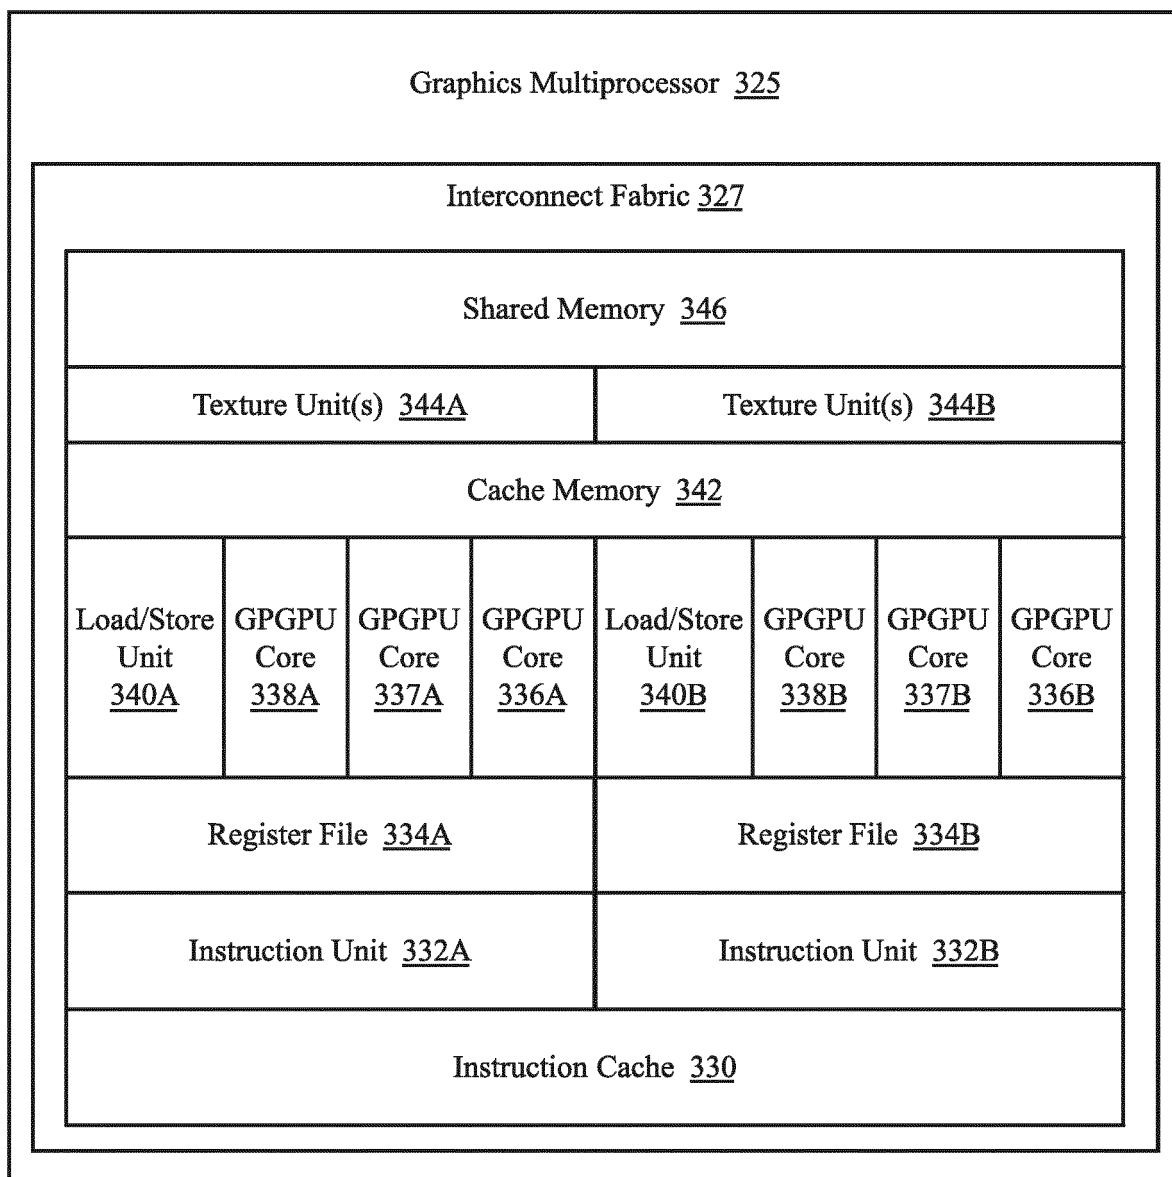 Graphics Multiprocessor 325
Interconnect Fabric 327
Shared Memory 346
Texture Unit(s) 344A
Texture Unit(s) 344B
Cache Memory 342
Load/Store
Unit
340A
GPGPU
Core
338A
GPGPU
Core
337A
GPGPU
Core
336A
Load/Store
Unit
340B
GPGPU
Core
338B
GPGPU
Core
337B
GPGPU
Core
336B
Register File 334A
Register File 334B
Instruction Unit 332A
Instruction Unit 332B
Instruction Cache 330